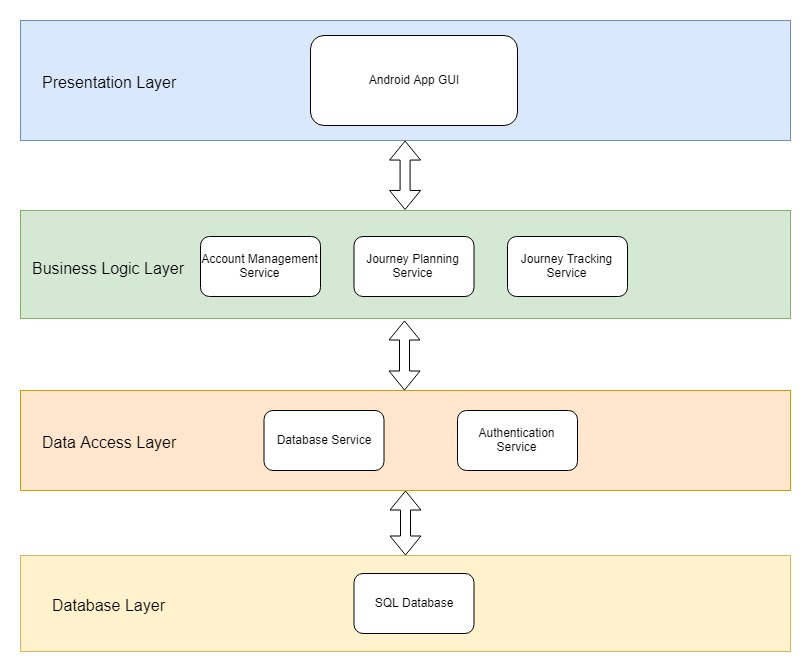 Presentation Layer
Android App GUI
Business Logic Layer
Account Management
Service
Journey Planning
Service
Journey Tracking
Service
Data Access Layer
Database Service
Authentication
Service
Database Layer
SQL Database